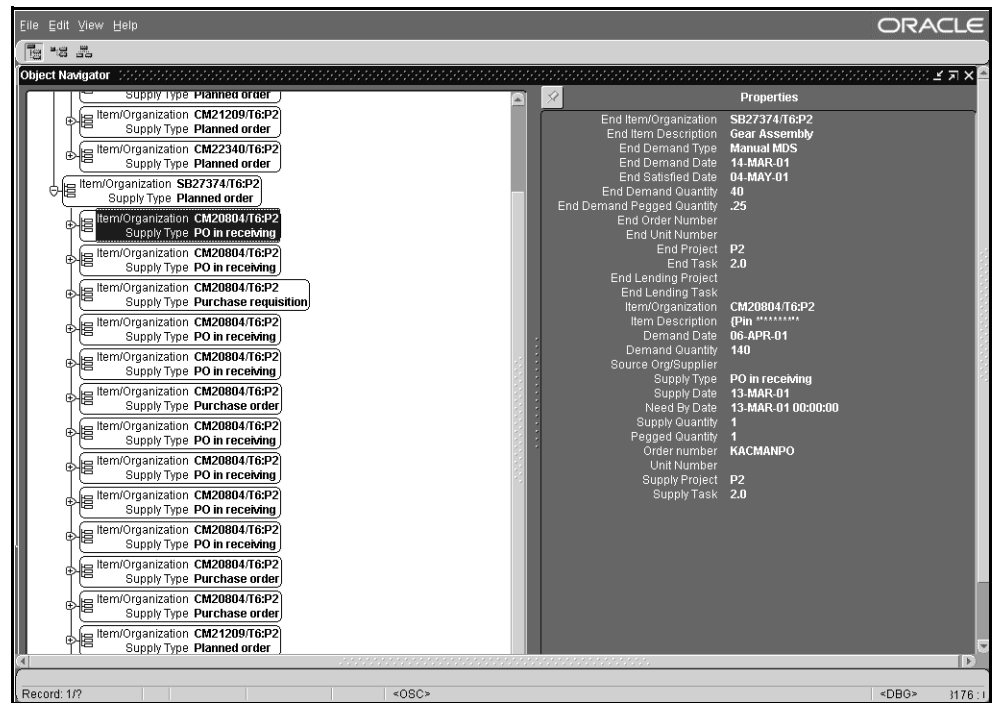 File Edit View Help
ORACLE
Object Navigator
Supply Type Planned order
Item/Organization CM21209/T6:P2
Supply Type Planned order
Item/Organization CM22340/T6:P2
Supply Type Planned order
Item/Organization SB27374/T6:P2
Supply Type Planned order
Item/Organization CM20804/T6:P2
Supply Type PO in receiving
Item/Organization CM20804/T6:P2
Supply Type PO in receiving
Item/Organization CM20804/T6:P2
Supply Type Purchase requisition
Item/Organization CM20804/T6:P2
Supply Type PO in receiving
Item/Organization CM20804/T6:P2
Supply Type PO in receiving
Item/Organization CM20804/T6:P2
Supply Type Purchase order
Item/Organization CM20804/T6:P2
Supply Type PO in receiving
Item/Organization CM20804/T6:P2
Supply Type PO in receiving
Item/Organization CM20804/T6:P2
Supply Type PO in receiving
Item/Organization CM20804/T6:P2
Supply Type PO in receiving
Item/Organization CM20804/T6:P2
Supply Type Purchase order
Item/Organization CM20804/T6:P2
Supply Type Purchase order
Item/Organization CM21209/T6:P2
Supply Type Planned order
Properties
End Item/Organization SB27374/T6:P2
End Item Description Gear Assembly
End Demand Type Manual MDS
End Demand Date 14-MAR-01
End Satisfied Date 04-MAY-01
End Demand Quantity 40
End Demand Pegged Quantity .25
End Order Number
End Unit Number
End Project P2
End Task 2.0
End Lending Project
End Lending Task
Item/Organization CM20804/T6:P2
Item Description {Pin
Demand Date 06-APR-01
Demand Quantity 140
Source Org/Supplier
Supply Type PO in receiving
Supply Date 13-MAR-01
Need By Date 13-MAR-01 00:00:00
Supply Quantity 1
Pegged Quantity 1
Order number KACMANPO
Unit Number
Supply Project P2
Supply Task 2.0
Record: 1/? <OSC> <DBG>